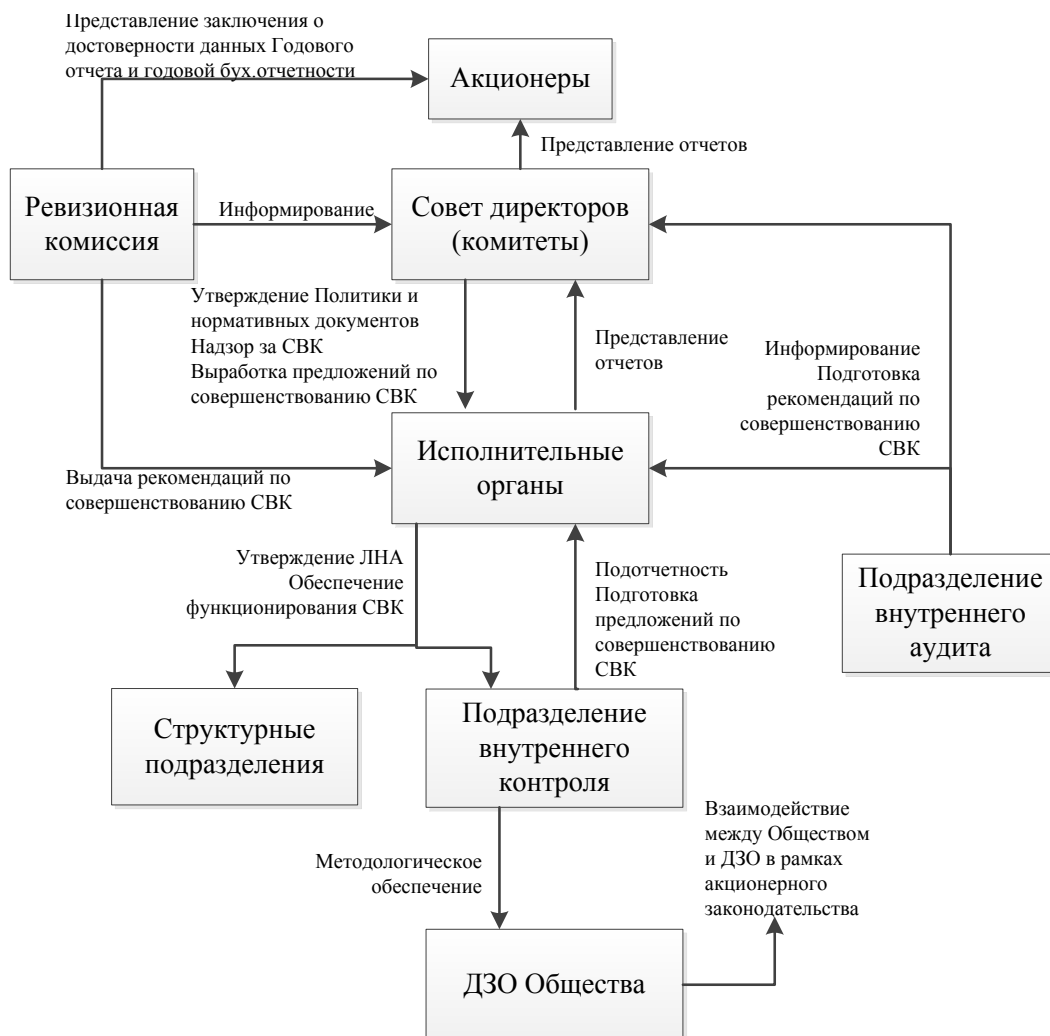 Представление заключения о
достоверности данных Годового
отчета и годовой бух.отчетности
Акционеры
Представление отчетов
Ревизионная
комиссия
Информирование
Совет директоров
(комитеты)
Утверждение Политики и
нормативных документов
Надзор за СВК
Выработка предложений по
совершенствованию СВК
Представление
отчетов
Информирование
Подготовка
рекомендаций по
совершенствованию
СВК
Исполнительные
органы
Выдача рекомендаций по
совершенствованию СВК
Утверждение ЛНА
Обеспечение
функционирования СВК
Подотчетность
Подготовка
предложений по
совершенствованию
СВК
Подразделение
внутреннего
аудита
Структурные
подразделения
Подразделение
внутреннего
контроля
Взаимодействие
между Обществом
и ДЗО в рамках
акционерного
законодательства
Методологическое
обеспечение
ДЗО Общества